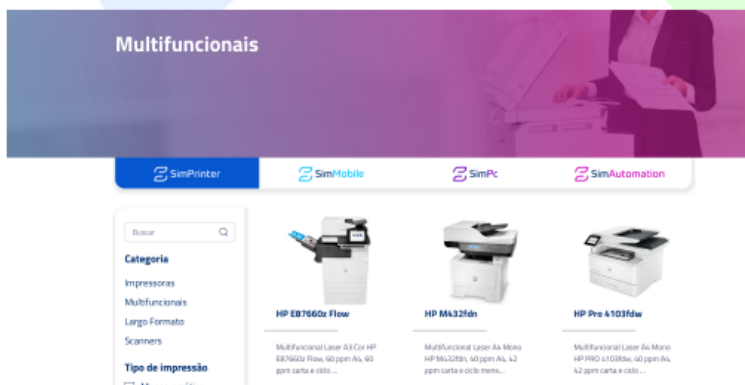 Multifuncionais
SimPrinter
SimMobile
SimPc
SimAutomation
Buscar
Categoria
Impressoras
Multifuncionais
Largo Formato
Scanners
Tipo de impressão
HP E87660z Flow
Multifuncional Laser A3 Cor HP
E87660z Flow, 60 ppm A4, 60
ppm carta e ciclo ...
HP M432fdn
Multifuncional Laser A4 Mono
HP M432fdn, 40 ppm A4, 42
ppm carta e ciclo mens...
HP Pro 4103fdw
Multifuncional Laser A4 Mono
HP PRO 4103fdw, 40 ppm A4,
42 ppm carta e ciclo ...